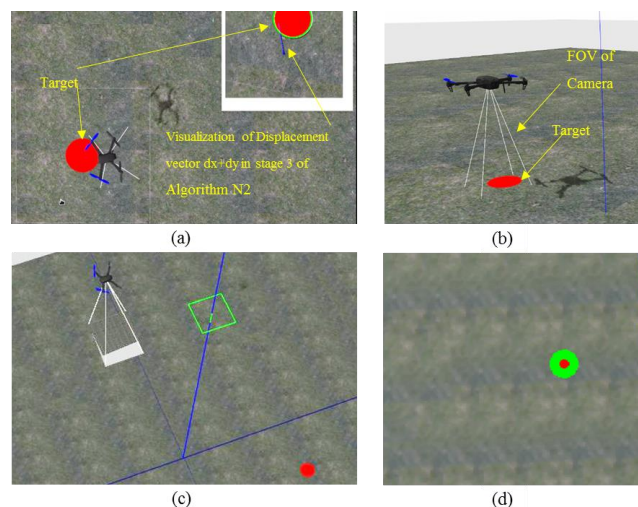 Target
Visualization of Displacement
vector dx+dy in stage 3 of
Algorithm N2
(a)
FOV of
Camera
Target
(b)
(c)
(d)